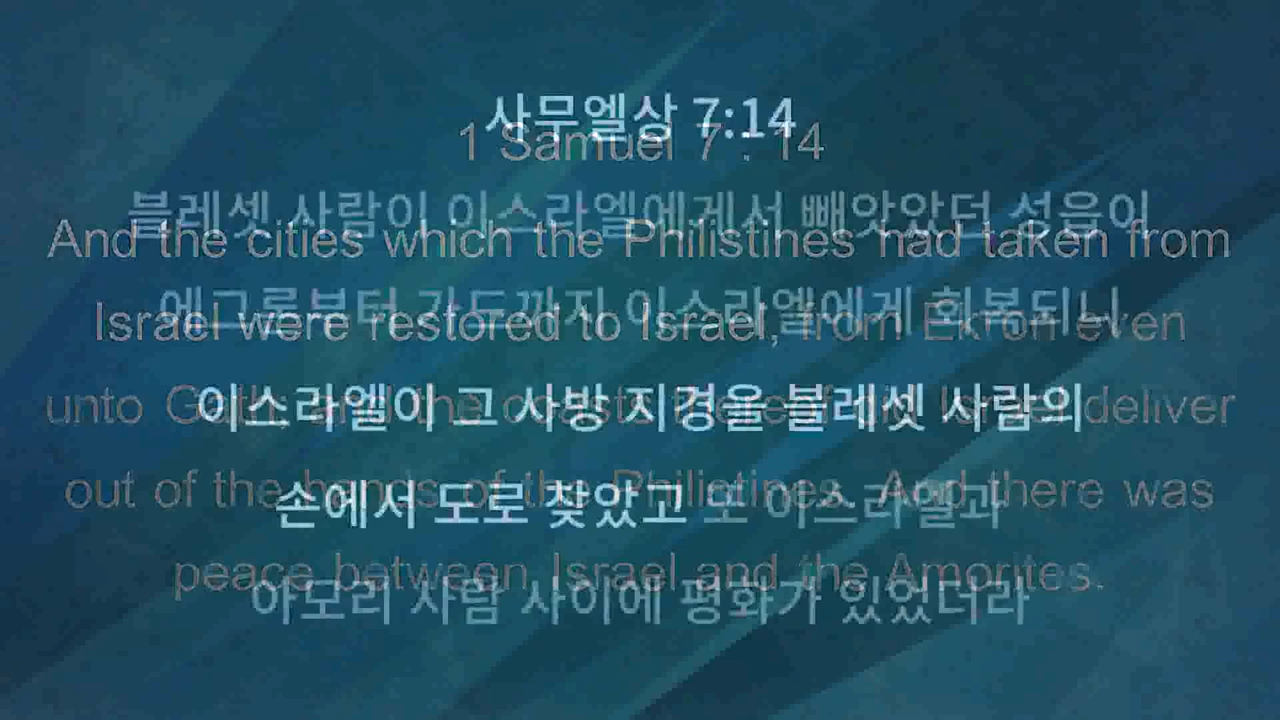 사무엘상 7:14
블레셋 사람이 이스라엘에게서 빼앗았던 성읍이
에그론부터 가드까지 이스라엘에게 회복되니
이스라엘이 그 사방 지경을 블레셋 사람의
손에서 도로 찾았고 또 이스라엘과
아모리 사람 사이에 평화가 있었더라
1 Samuel 7 : 14
And the cities which the Philistines had taken from
Israel were restored to Israel, from Ekron even
unto the coasts deliver
out of the hands of the Philistines. And there was
peace between Israel and the Amorites.